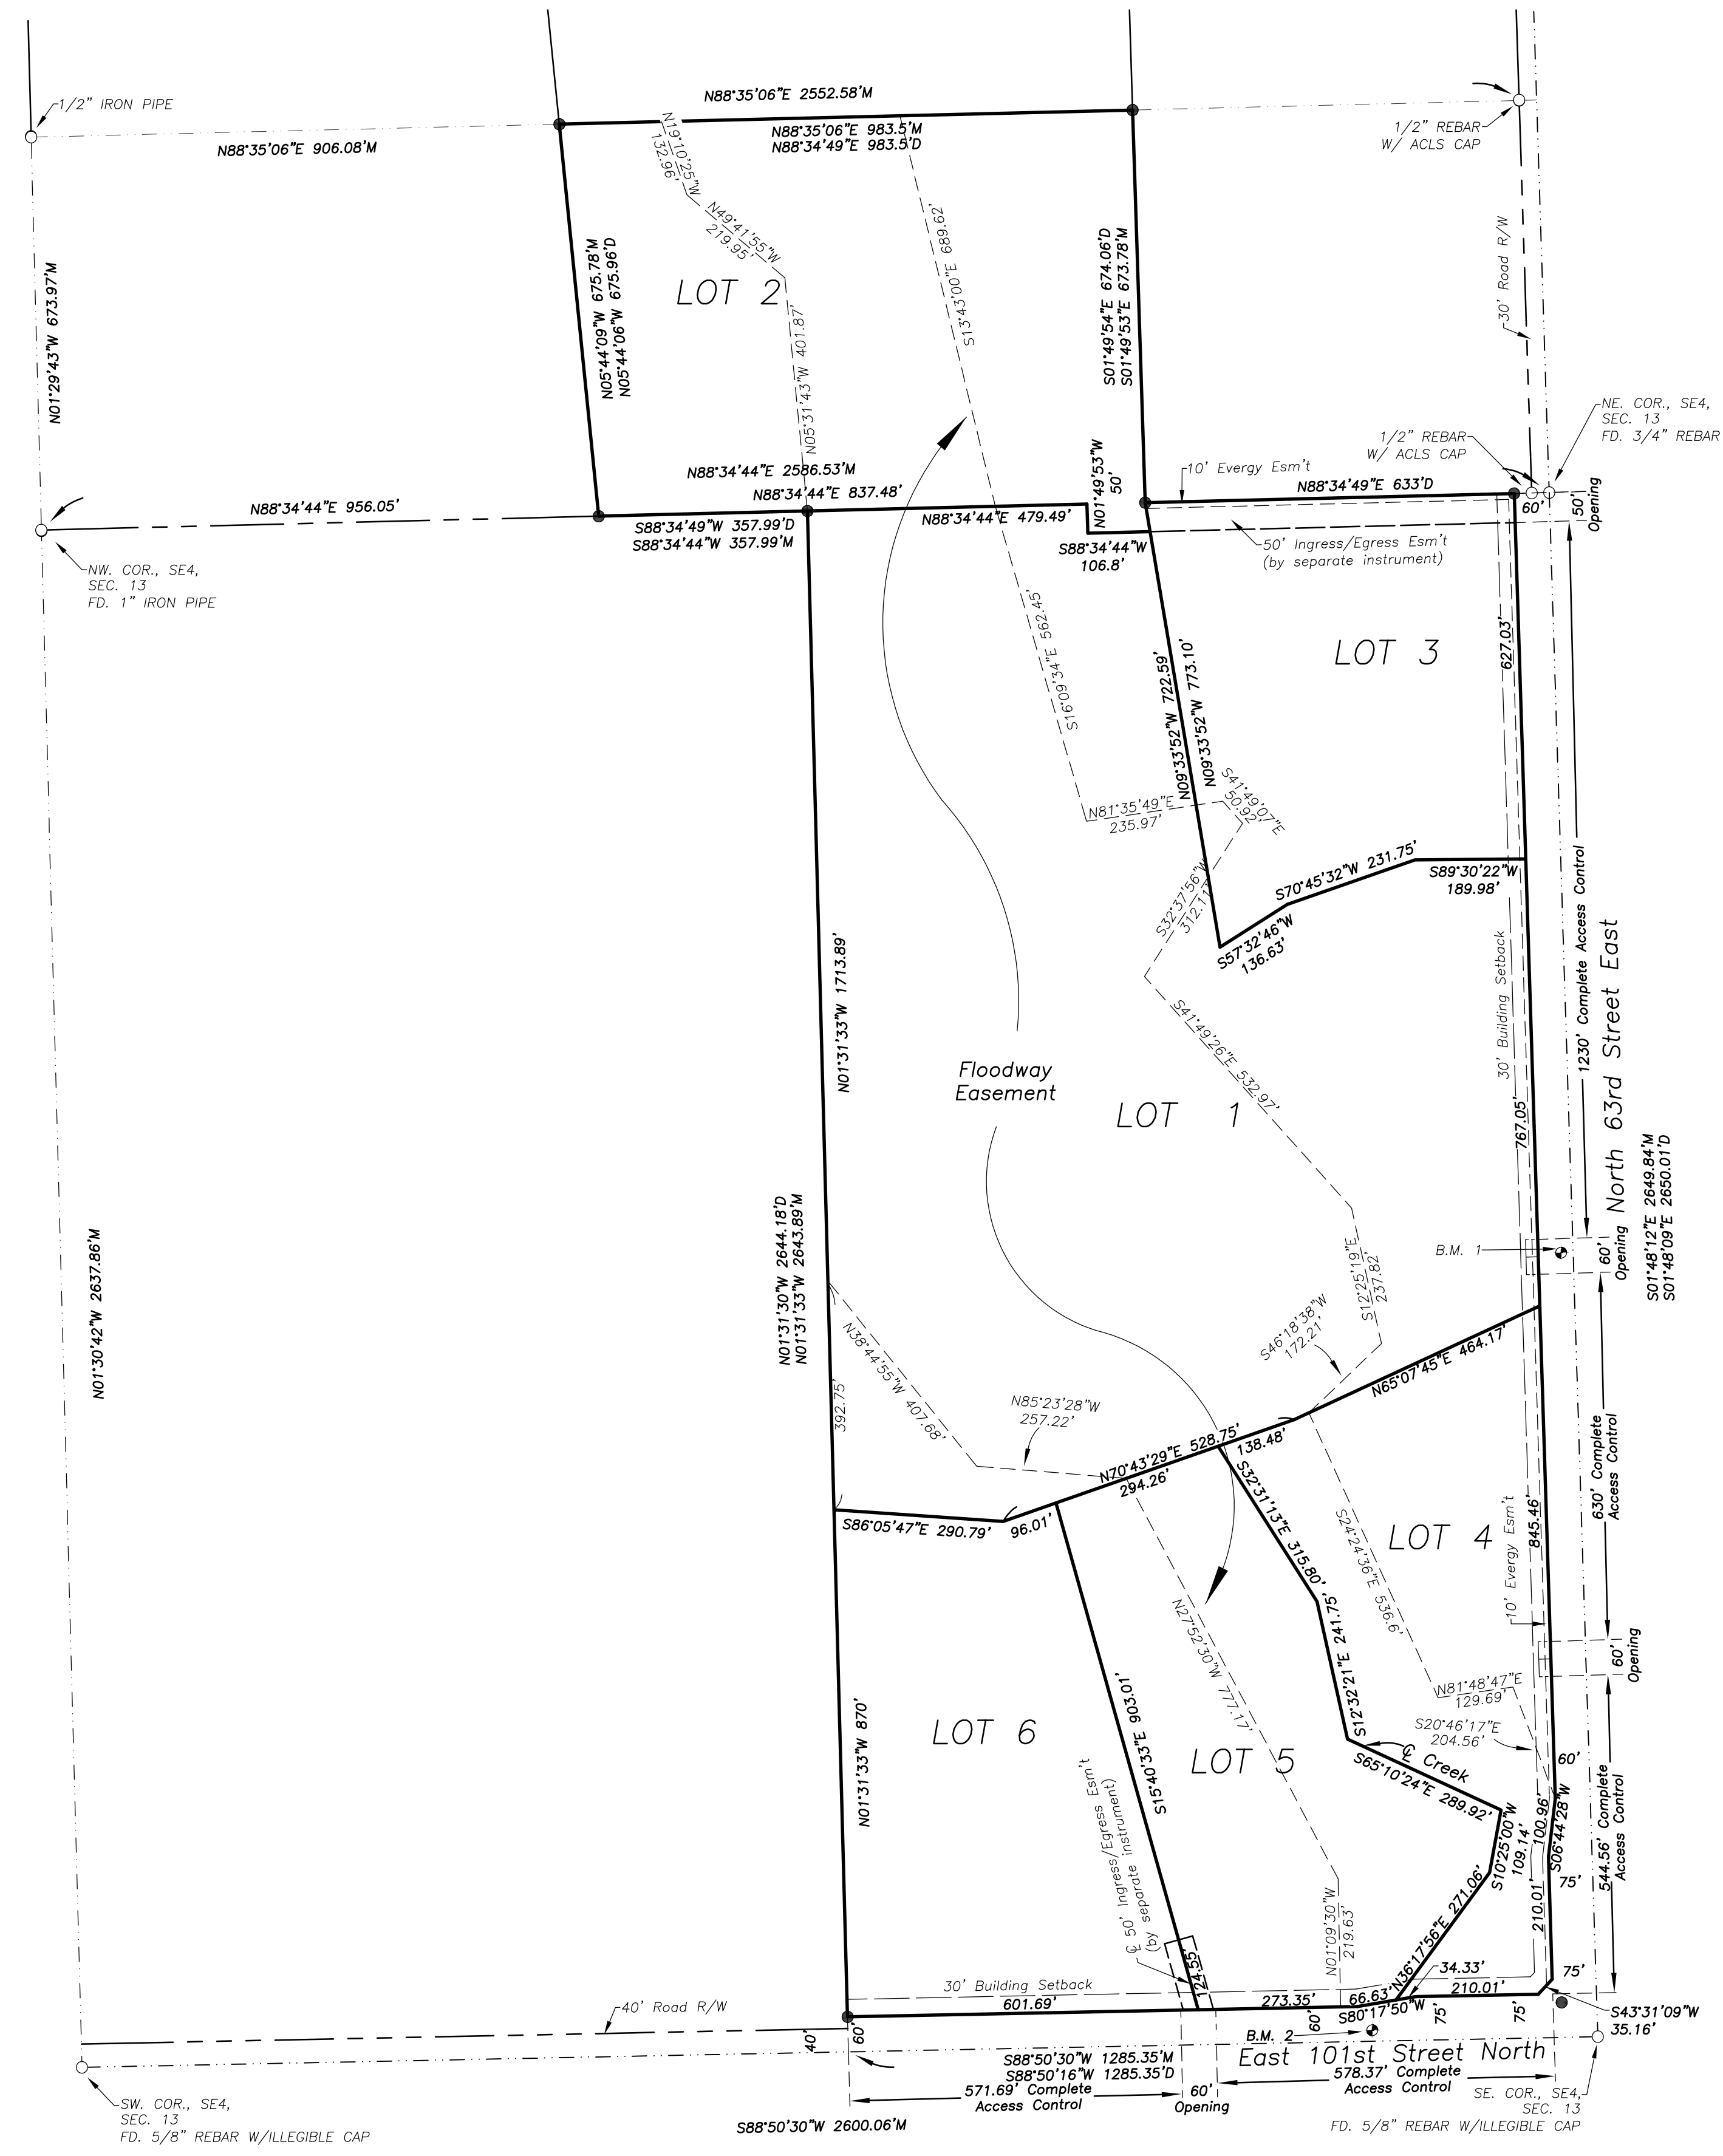 1/2" IRON PIPE
N88°35'06"E 2552.58'M
N88°35'06"E 906.08'M
N88°35'06"E 983.5'M
N88°34'49"E 983.5'D
1/2" REBAR
W/ ACLS CAP
N19°10'25"W
132.96'
N49°41'55"W
219.95'
N01°29'43"W 673.97'M
N05°44'09"W 675.78'M
N05°44'06"W 675.96'D
LOT 2
N05°31'43"W 401.87'
S13°43'00"E 689.62'
S01°49'54"E 674.06'D
S01°49'53"E 673.78'M
30' Road R/W
NE. COR., SE4,
SEC. 13
FD. 3/4" REBAR
1/2" REBAR
W/ ACLS CAP
N88°34'44"E 2586.53'M
N88°34'44"E 837.48'
N88°34'44"E 956.05'
S88°34'49"W 357.99'D
S88°34'44"W 357.99'M
N88°34'44"E 479.49'
N01°49'53"W
50'
10' Evergy Esm't
N88°34'49"E 633'D
60'
50'
Opening
S88°34'44"W
106.8'
50' Ingress/Egress Esm't
(by separate instrument)
NW. COR., SE4,
SEC. 13
FD. 1" IRON PIPE
S16°09'34"E 562.45'
N09°33'52"W 722.59'
N09°33'52"W 773.10'
LOT 3
627.03'
N81°35'49"E
235.97'
S41°49'07"E
50.92'
S32°37'56"W
312.11'
S57°32'46"W
136.63'
S70°45'32"W 231.75'
S89°30'22"W
189.98'
30' Building Setback
1230' Complete Access Control
North 63rd Street East
N01°31'33"W 1713.89'
S41°49'26"E 532.97'
Floodway
Easement
LOT 1
767.05'
S01°48'12"E 2649.84'M
S01°48'09"E 2650.01'D
N01°30'42"W 2637.86'M
N01°31'30"W 2644.18'D
N01°31'33"W 2643.89'M
S12°25'19"E
237.82'
B.M. 1
60'
Opening
S46°18'38"W
172.21'
N38°44'55"W 407.68'
392.75'
N85°23'28"W
257.22'
N65°07'45"E 464.17'
N70°43'29"E 528.75'
294.26'
138.48'
S86°05'47"E 290.79'
96.01'
S32°31'13"E 315.80'
S24°24'36"E 536.6'
LOT 4
845.46'
10' Evergy Esm't
630' Complete
Access Control
60'
Opening
N27°52'30"W 777.17'
S12°32'21"E 241.75'
N81°48'47"E
129.69'
S20°46'17"E
204.56'
LOT 6
LOT 5
N01°31'33"W 870'
S15°40'33"E 903.01'
℄ Creek
S65°10'24"E 289.92'
60'
S10°25'00"W
109.14'
100.96'
S06°44'28"W
75'
544.56' Complete
Access Control
℄ 50' Ingress/Egress Esm't
(by separate instrument)
N01°09'30"W
219.63'
N36°17'56"E 271.06'
210.01'
75'
124.55'
30' Building Setback
601.69'
273.35'
66.63'
34.33'
210.01'
S80°17'50"W
60'
75'
75'
S43°31'09"W
35.16'
40' Road R/W
40'
60'
B.M. 2
East 101st Street North
S88°50'30"W 1285.35'M
S88°50'16"W 1285.35'D
571.69' Complete
Access Control
60'
Opening
578.37' Complete
Access Control
S88°50'30"W 2600.06'M
SW. COR., SE4,
SEC. 13
FD. 5/8" REBAR W/ILLEGIBLE CAP
SE. COR., SE4,
SEC. 13
FD. 5/8" REBAR W/ILLEGIBLE CAP